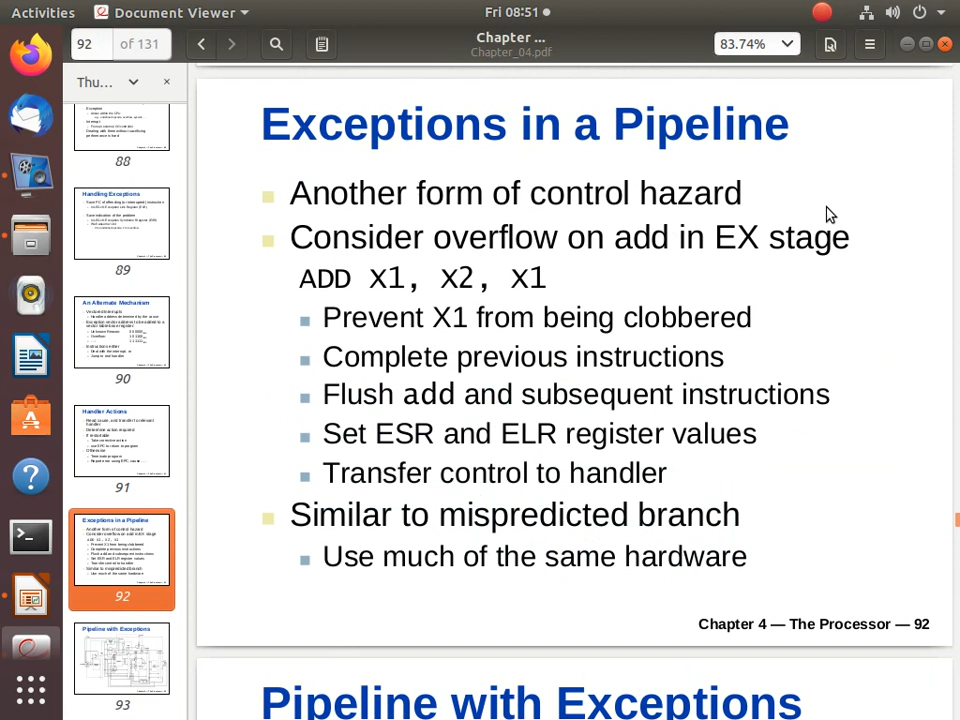 Activities
Document Viewer
Fri 08:51
92
of 131
Chapter ...
Chapter_04.pdf
83.74%
Thu...
88
Handling Exceptions
89
An Alternate Mechanism
90
Handler Actions
91
Exceptions in a Pipeline
92
Pipeline with Exceptions
93
Exceptions in a Pipeline
Another form of control hazard
Consider overflow on add in EX stage
ADD X1, X2, X1
Prevent X1 from being clobbered
Complete previous instructions
Flush add and subsequent instructions
Set ESR and ELR register values
Transfer control to handler
Similar to mispredicted branch
Use much of the same hardware
Chapter 4 — The Processor — 92
Pipeline with Exceptions